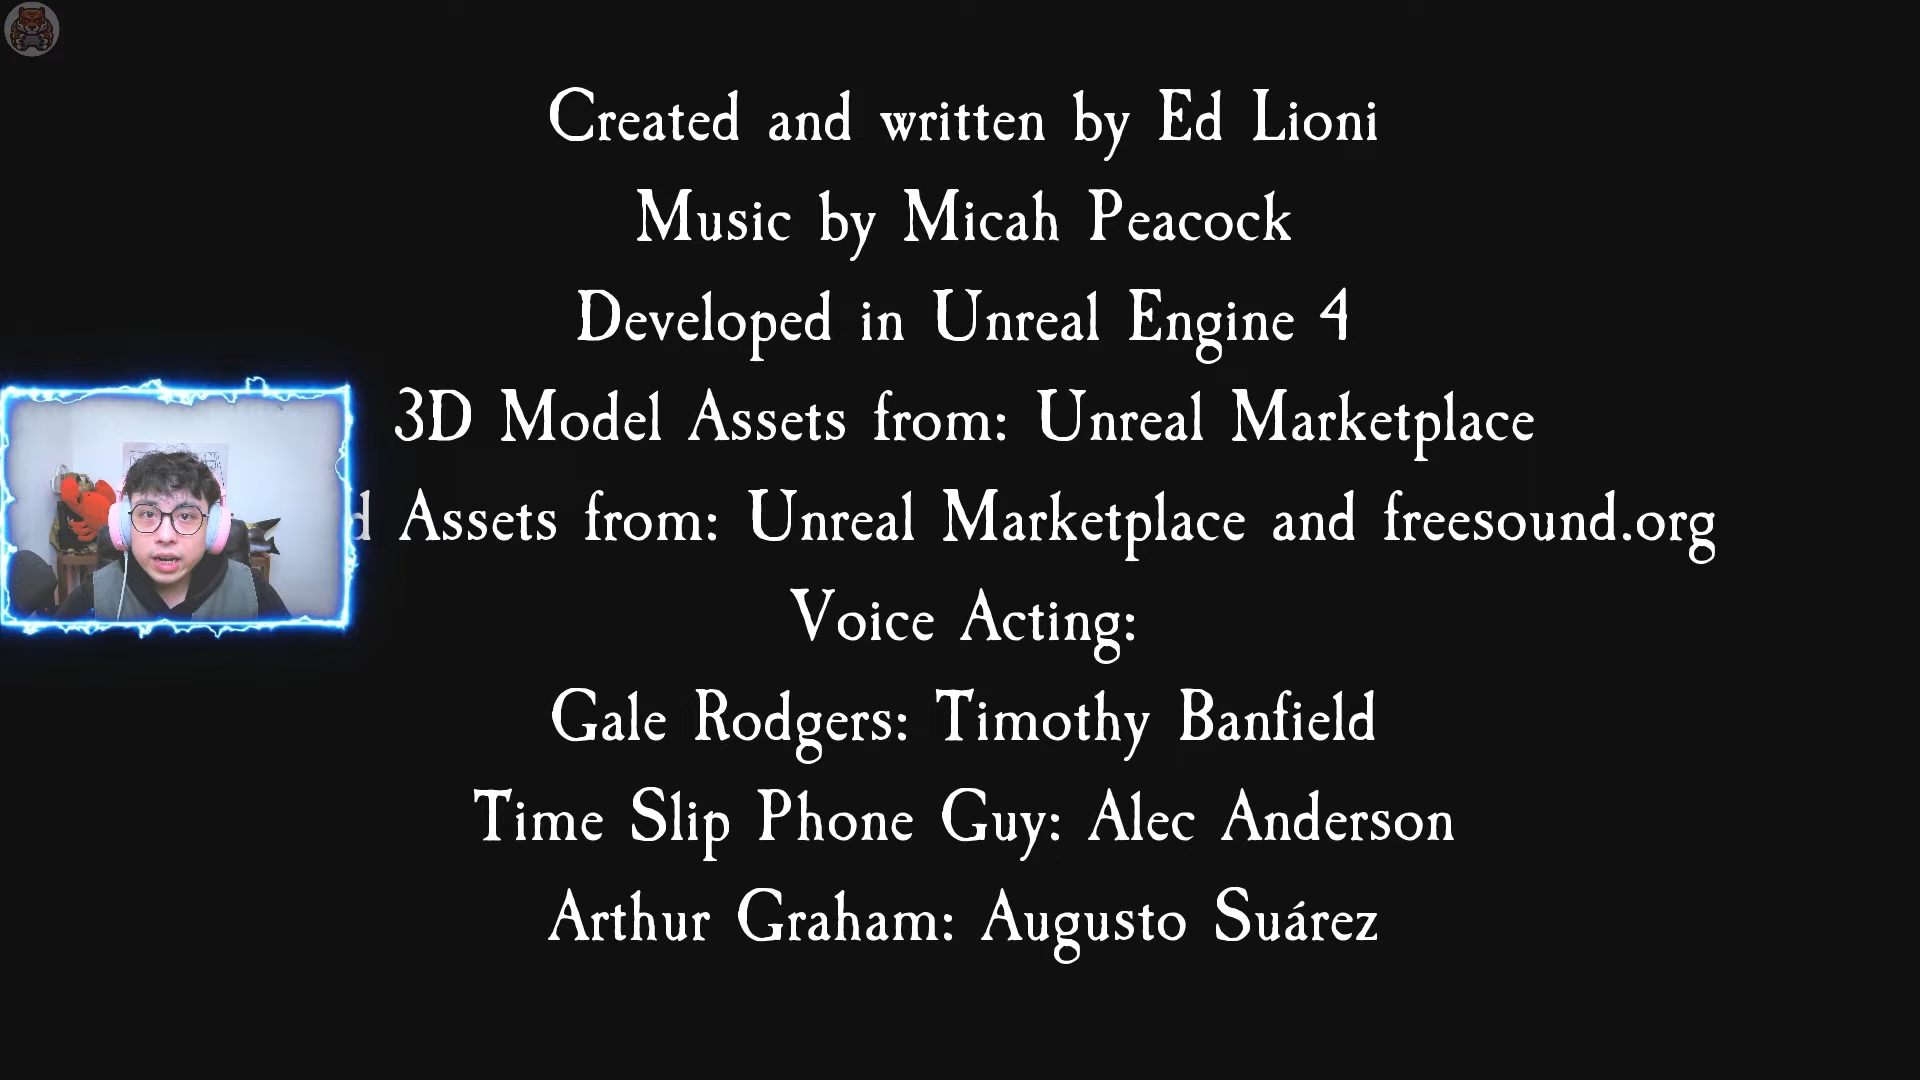 Created and written by Ed Lioni
Music by Micah Peacock
Developed in Unreal Engine 4
3D Model Assets from: Unreal Marketplace
Assets from: Unreal Marketplace and freesound.org
Voice Acting:
Gale Rodgers: Timothy Banfield
Time Slip Phone Guy: Alec Anderson
Arthur Graham: Augusto Suárez